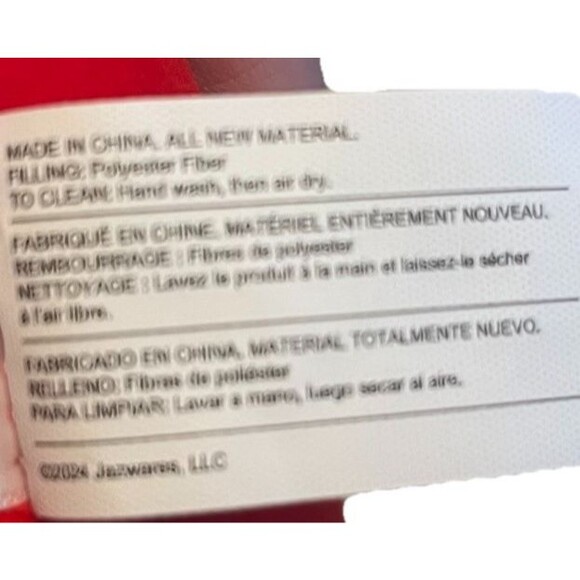 MADE IN CHINA. ALL NEW MATERIAL.
FILLING: Polyester Fiber
TO CLEAN: Hand wash, then air dry.
FABRIQUÉ EN CHINE. MATÉRIEL ENTIÈREMENT NOUVEAU.
REMBOURRAGE : Fibres de polyester
NETTOYAGE : Lavez le produit à la main et laissez-le sécher
à l'air libre.
FABRICADO EN CHINA. MATERIAL TOTALMENTE NUEVO.
RELLENO: Fibras de poliéster
PARA LIMPIAR: Lavar a mano, luego secar al aire.
©2024 Jazwares, LLC